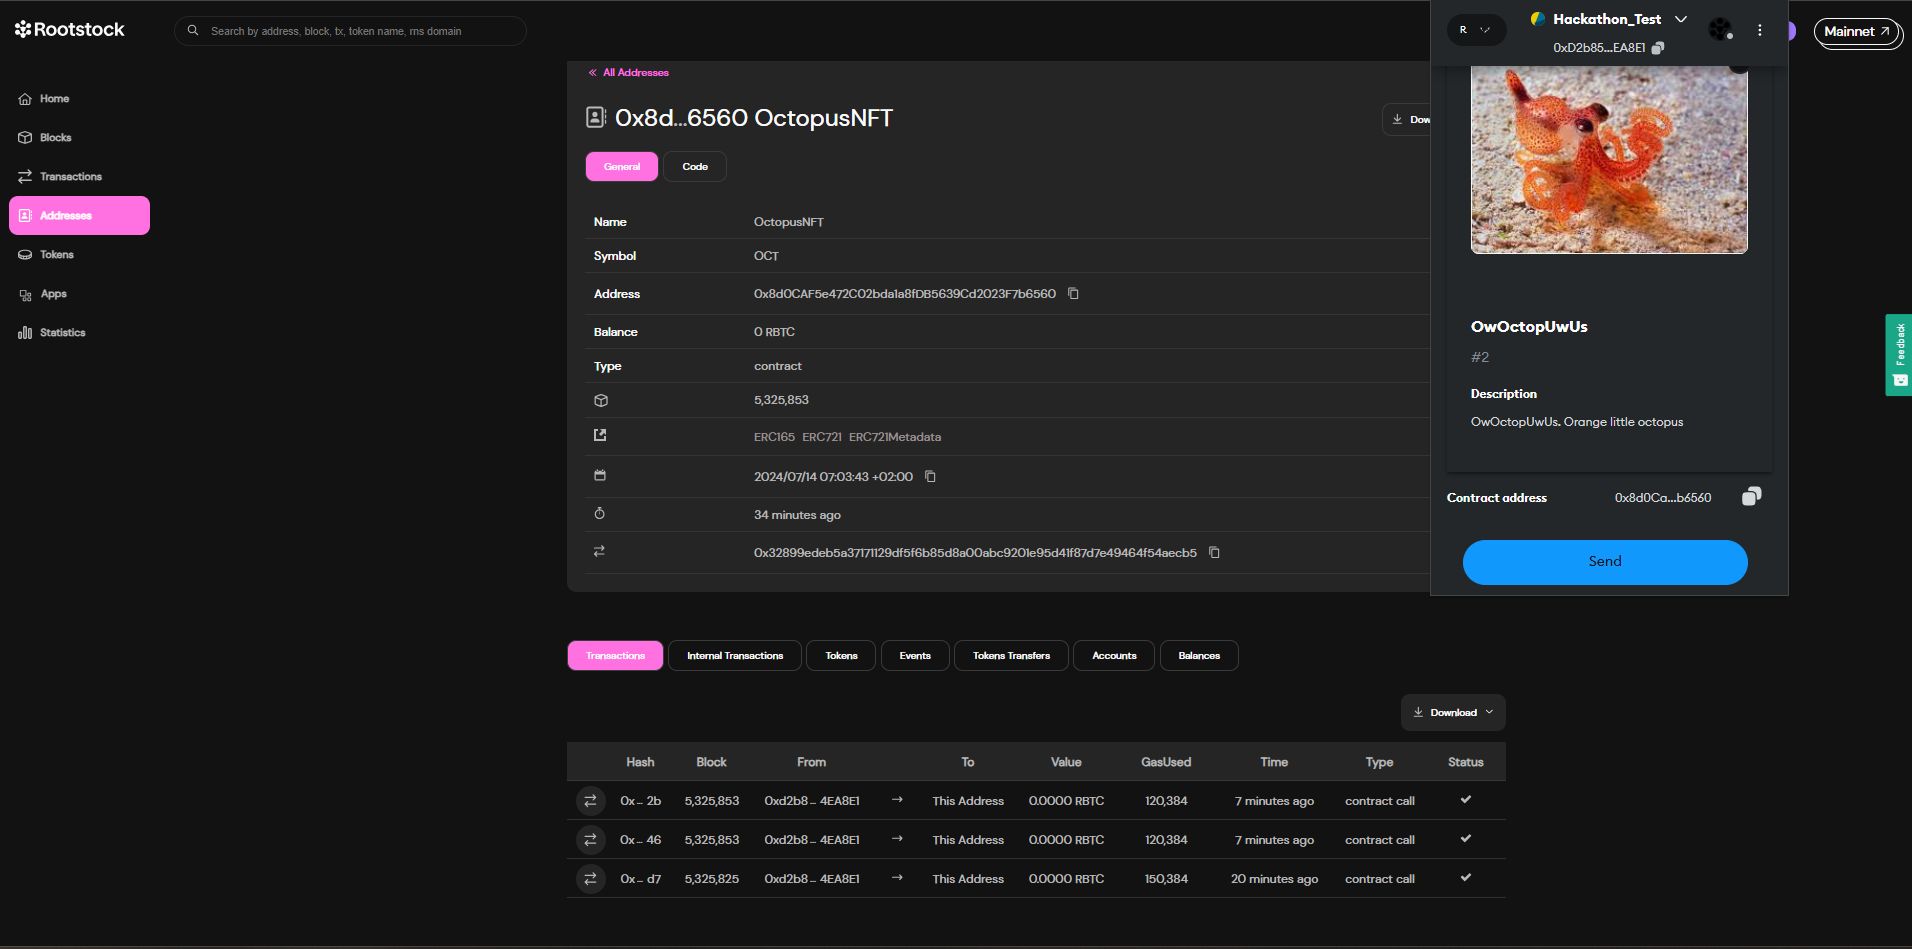 Rootstock
Search by address, block, tx, token name, rns domain
R
Hackathon_Test
0xD2b85...EA8E1
Mainnet
Home
Blocks
Transactions
Addresses
Tokens
Apps
Statistics
All Addresses
0x8d...6560 OctopusNFT
Dow
General
Code
Name OctopusNFT
Symbol OCT
Address 0x8d0CAF5e472C02bda1a8fDB5639Cd2023F7b6560
Balance 0 RBTC
Type contract
5,325,853
ERC165 ERC721 ERC721Metadata
2024/07/14 07:03:43 +02:00
34 minutes ago
0x32899edeb5a37171129df5f6b85d8a00abc9201e95d41f87d7e49464f54aecb5
OwOctopUwUs
#2
Description
OwOctopUwUs. Orange little octopus
Contract address 0x8d0Ca...b6560
Send
Feedback
Transactions Internal Transactions Tokens Events Tokens Transfers Accounts Balances
Download
Hash Block From To Value GasUsed Time Type Status
0x... 2b 5,325,853 0xd2b8... 4EA8E1 → This Address 0.0000 RBTC 120,384 7 minutes ago contract call
0x... 46 5,325,853 0xd2b8... 4EA8E1 → This Address 0.0000 RBTC 120,384 7 minutes ago contract call
0x... d7 5,325,825 0xd2b8... 4EA8E1 → This Address 0.0000 RBTC 150,384 20 minutes ago contract call